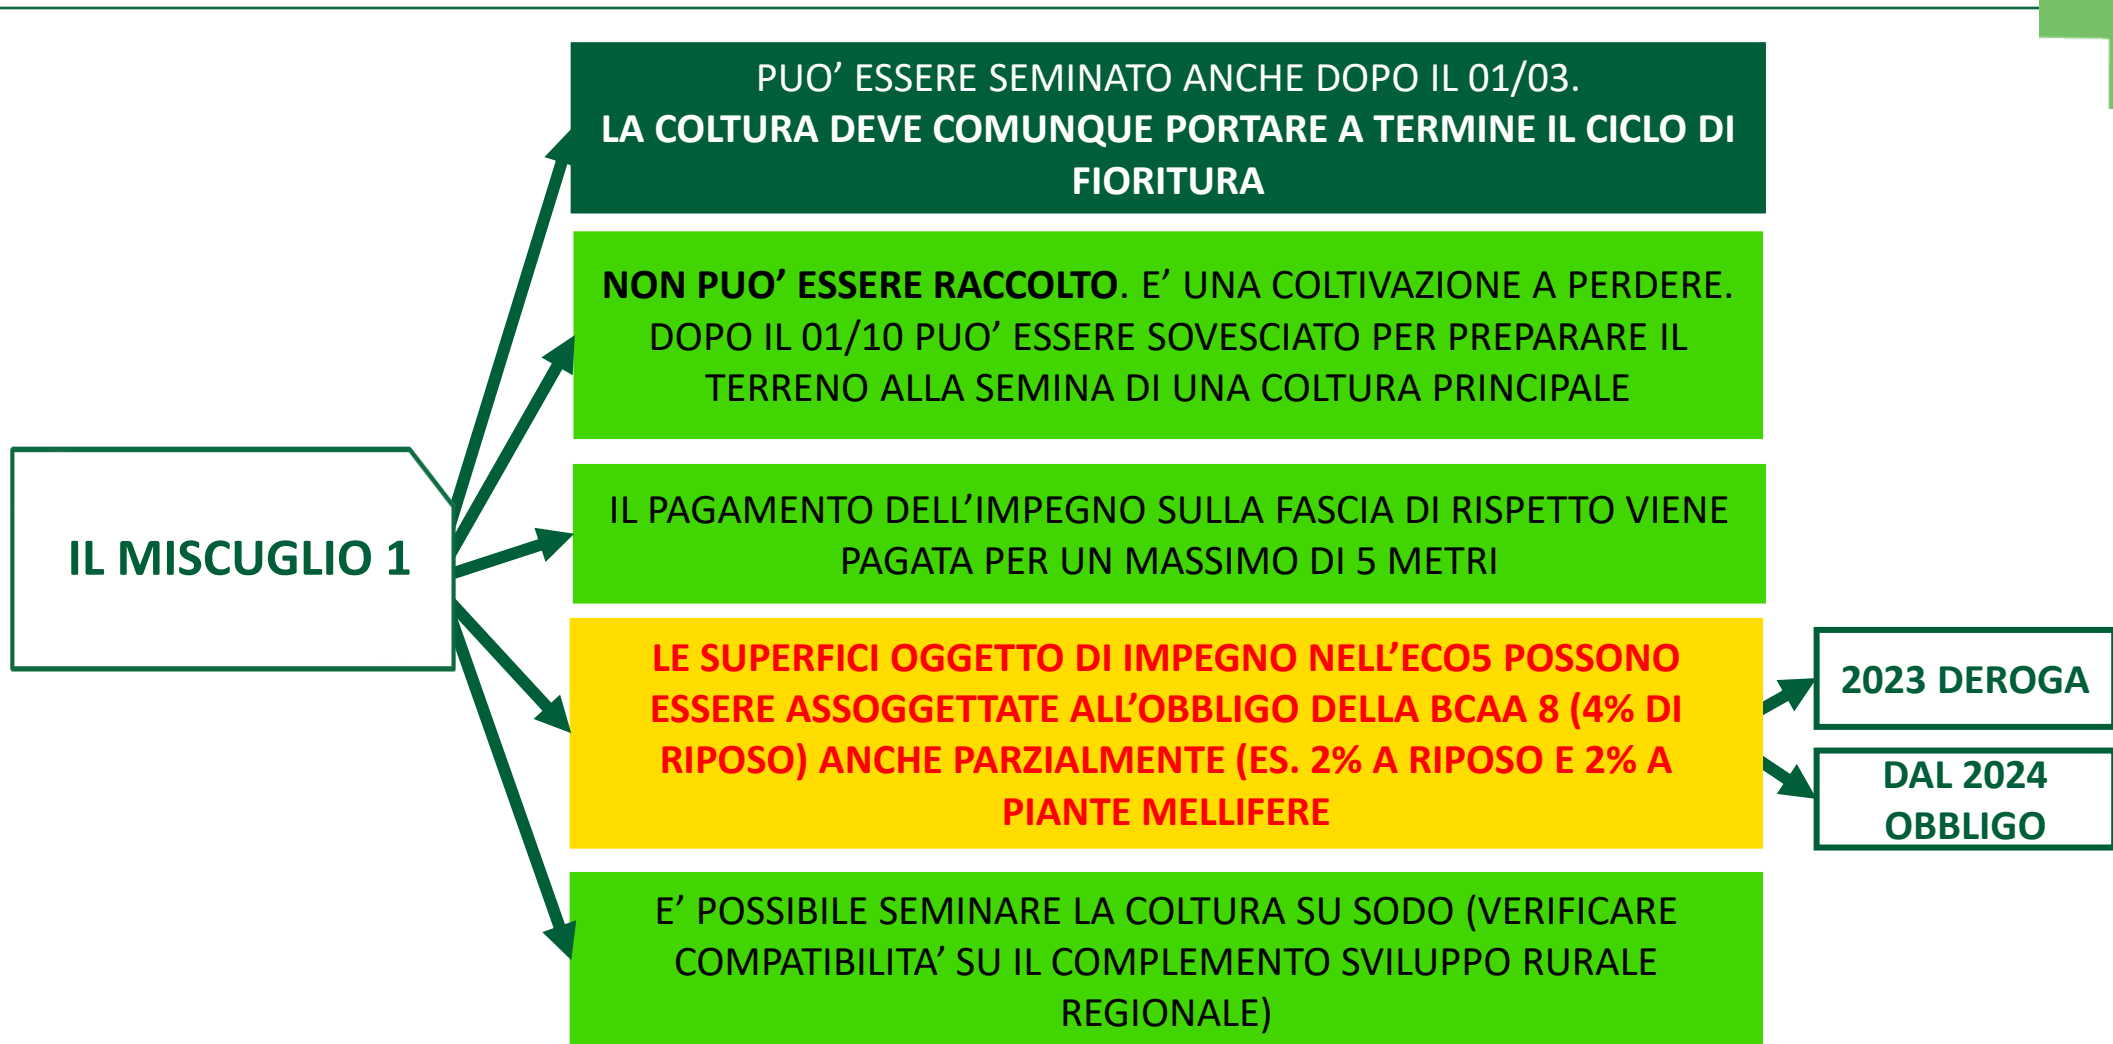 PUO’ ESSERE SEMINATO ANCHE DOPO IL 01/03.
LA COLTURA DEVE COMUNQUE PORTARE A TERMINE IL CICLO DI
FIORITURA
NON PUO’ ESSERE RACCOLTO. E’ UNA COLTIVAZIONE A PERDERE.
DOPO IL 01/10 PUO’ ESSERE SOVESCIATO PER PREPARARE IL
TERRENO ALLA SEMINA DI UNA COLTURA PRINCIPALE
IL PAGAMENTO DELL’IMPEGNO SULLA FASCIA DI RISPETTO VIENE
PAGATA PER UN MASSIMO DI 5 METRI
IL MISCUGLIO 1
LE SUPERFICI OGGETTO DI IMPEGNO NELL’ECO5 POSSONO
ESSERE ASSOGGETTATE ALL’OBBLIGO DELLA BCAA 8 (4% DI
RIPOSO) ANCHE PARZIALMENTE (ES. 2% A RIPOSO E 2% A
PIANTE MELLIFERE
2023 DEROGA
DAL 2024
OBBLIGO
E’ POSSIBILE SEMINARE LA COLTURA SU SODO (VERIFICARE
COMPATIBILITA’ SU IL COMPLEMENTO SVILUPPO RURALE
REGIONALE)